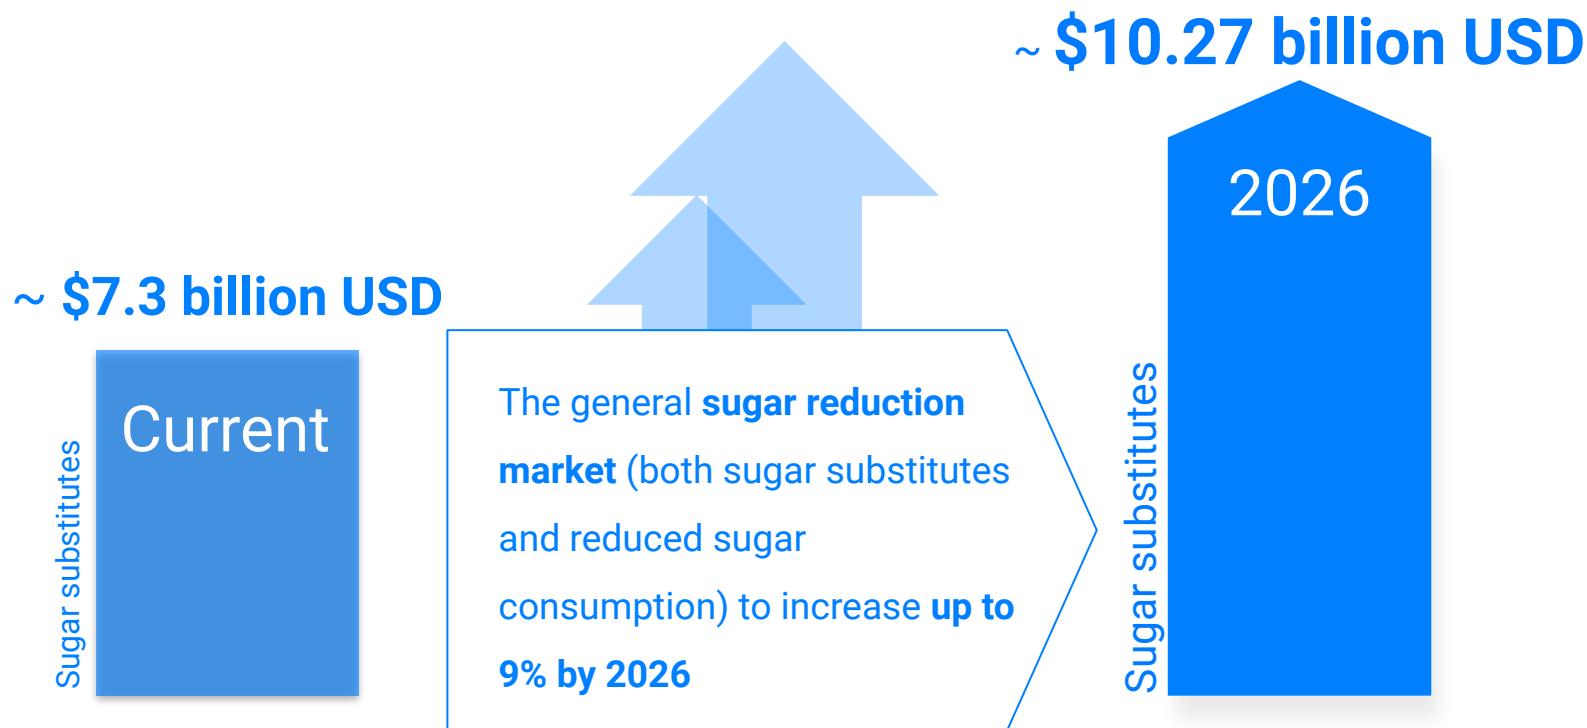 ~ $10.27 billion USD
2026
~ $7.3 billion USD
Current
Sugar substitutes
The general sugar reduction
market (both sugar substitutes
and reduced sugar
consumption) to increase up to
9% by 2026
Sugar substitutes